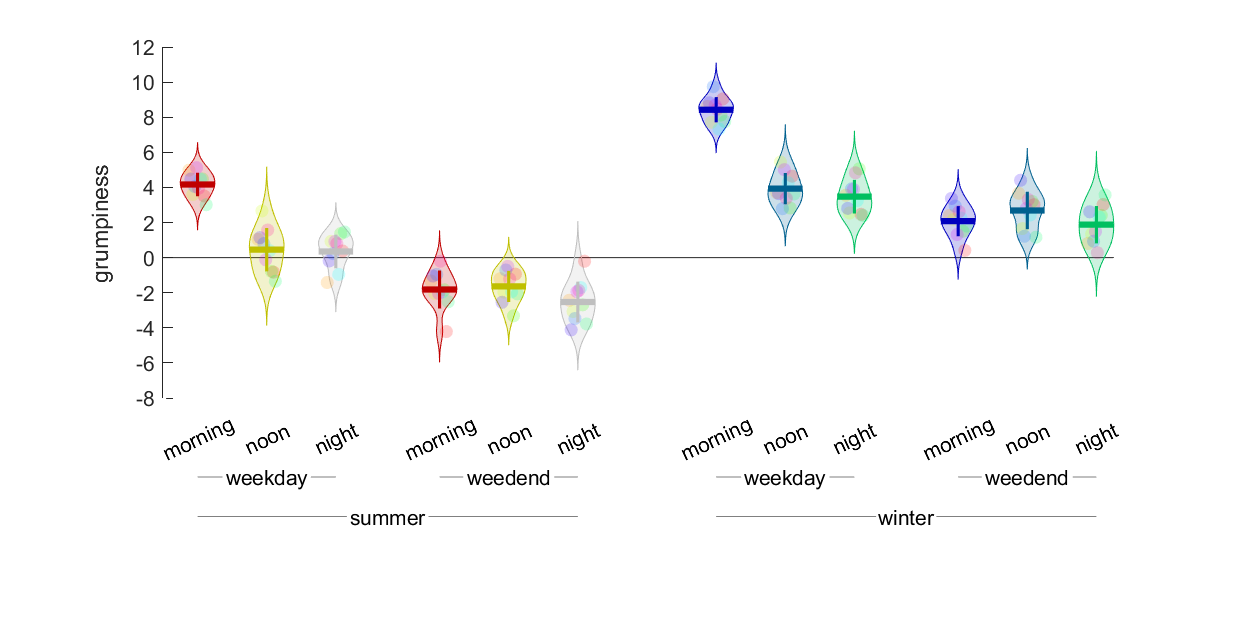 12
10
8
6
4
2
0
-2
-4
-6
-8
grumpiness
morning noon night morning noon night morning noon night morning noon night
weekday weedend weekday weedend
summer winter